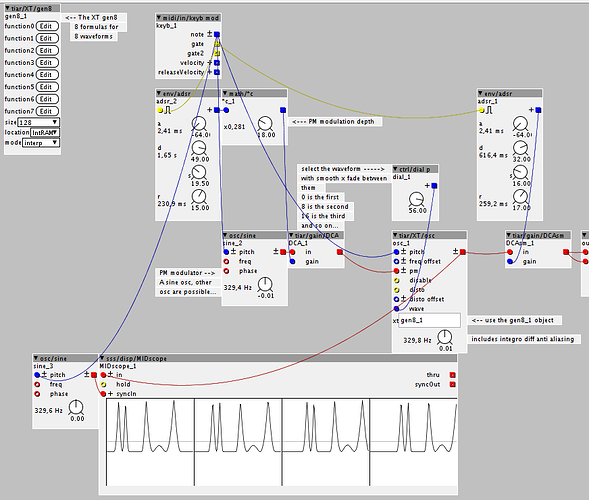 tiar/XT/gen8
gen8_1
function0 Edit
function1 Edit
function2 Edit
function3 Edit
function4 Edit
function5 Edit
function6 Edit
function7 Edit
size 128
location IntRAM
mode interp
<-- The XT gen8
8 formulas for
8 waveforms
midi/in/keyb mod
keyb_1
note
gate
gate2
velocity
releaseVelocity
env/adsr
adsr_2
a
2,41 ms
-64.0
d
1,65 s
49.00
s
19.50
r
230,9 ms
15.00
math/*c
*c_1
x0,281
18.00
<--- PM modulation depth
env/adsr
adsr_1
a
2,41 ms
-64.0
d
616,4 ms
32.00
s
16.00
r
259,2 ms
17.00
select the waveform ----->
with smooth x fade between
them
0 is the first
8 is the second
16 is the third
and so on...
ctrl/dial p
dial_1
56.00
osc/sine
sine_2
pitch
freq
phase
329,4 Hz
-0.01
tiar/gain/DCA
DCA_1
in
gain
PM modulator -->
A sine osc, other
osc are possible...
tiar/XT/osc
osc_1
pitch
freq offset
pm
disable
disto
disto offset
wave
xt gen8_1
329,8 Hz
0.01
tiar/gain/DCAsm
DCAsm_1
in
gain
<-- use the gen8_1 object
includes integro diff anti aliasing
osc/sine
sine_3
pitch
freq
phase
329,6 Hz
0.00
sss/disp/MIDscope
MIDscope_1
in
hold
syncIn
thru
syncOut